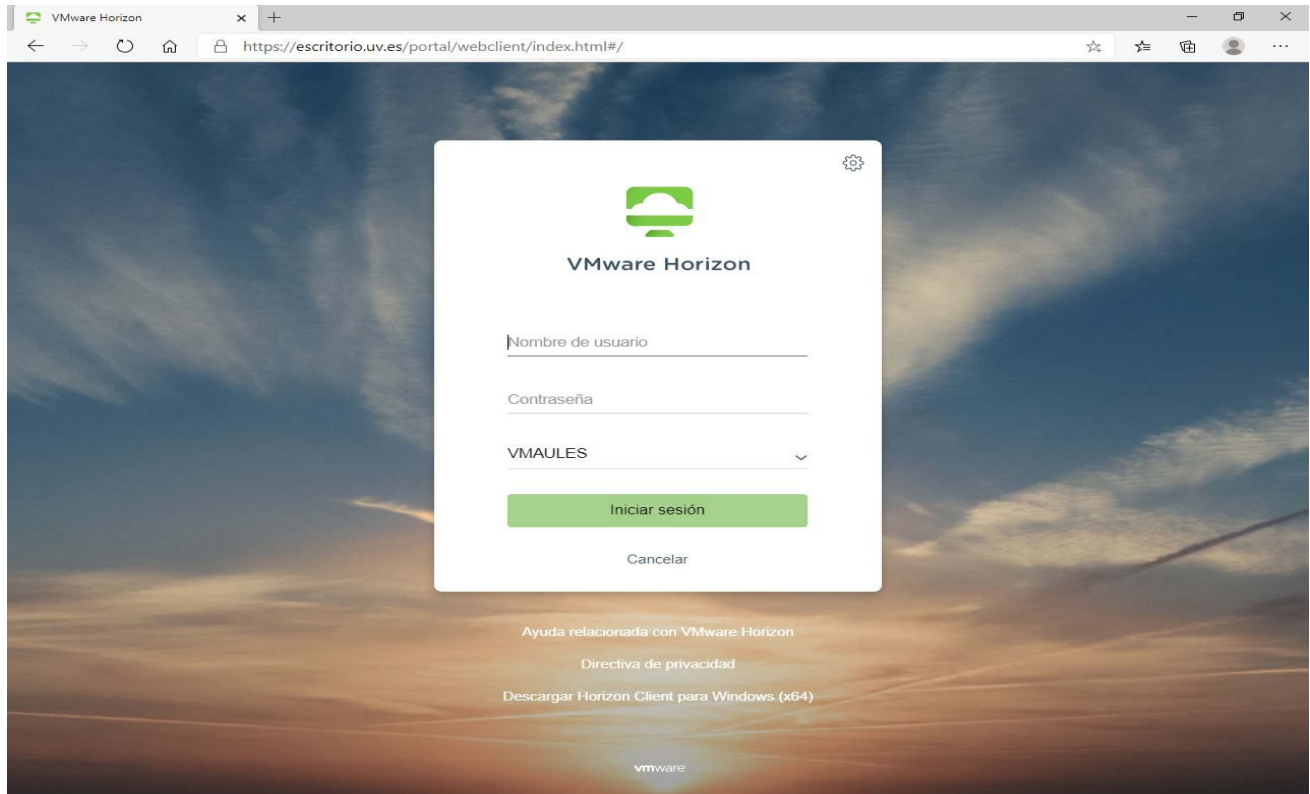 VMware Horizon
https://escritorio.uv.es/portal/webclient/index.html#/
VMware Horizon
Nombre de usuario
Contraseña
VMAULES
Iniciar sesión
Cancelar
Ayuda relacionada con VMware Horizon
Directiva de privacidad
Descargar Horizon Client para Windows (x64)
vmware